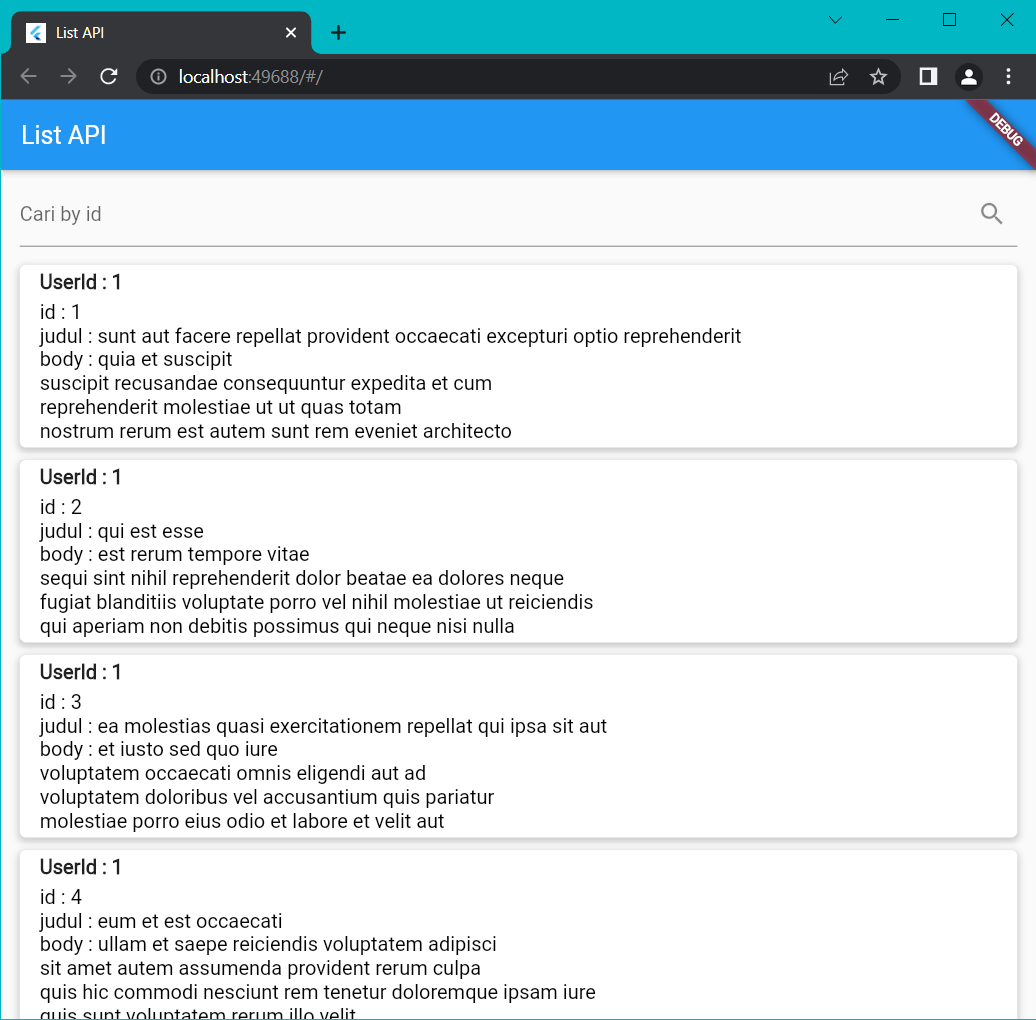 List API
localhost:49688/#/
List API
DEBUG
Cari by id
UserId : 1
id : 1
judul : sunt aut facere repellat provident occaecati excepturi optio reprehenderit
body : quia et suscipit
suscipit recusandae consequuntur expedita et cum
reprehenderit molestiae ut ut quas totam
nostrum rerum est autem sunt rem eveniet architecto
UserId : 1
id : 2
judul : qui est esse
body : est rerum tempore vitae
sequi sint nihil reprehenderit dolor beatae ea dolores neque
fugiat blanditiis voluptate porro vel nihil molestiae ut reiciendis
qui aperiam non debitis possimus qui neque nisi nulla
UserId : 1
id : 3
judul : ea molestias quasi exercitationem repellat qui ipsa sit aut
body : et iusto sed quo iure
voluptatem occaecati omnis eligendi aut ad
voluptatem doloribus vel accusantium quis pariatur
molestiae porro eius odio et labore et velit aut
UserId : 1
id : 4
judul : eum et est occaecati
body : ullam et saepe reiciendis voluptatem adipisci
sit amet autem assumenda provident rerum culpa
quis hic commodi nesciunt rem tenetur doloremque ipsam iure
quis sunt voluptatem rerum illo velit